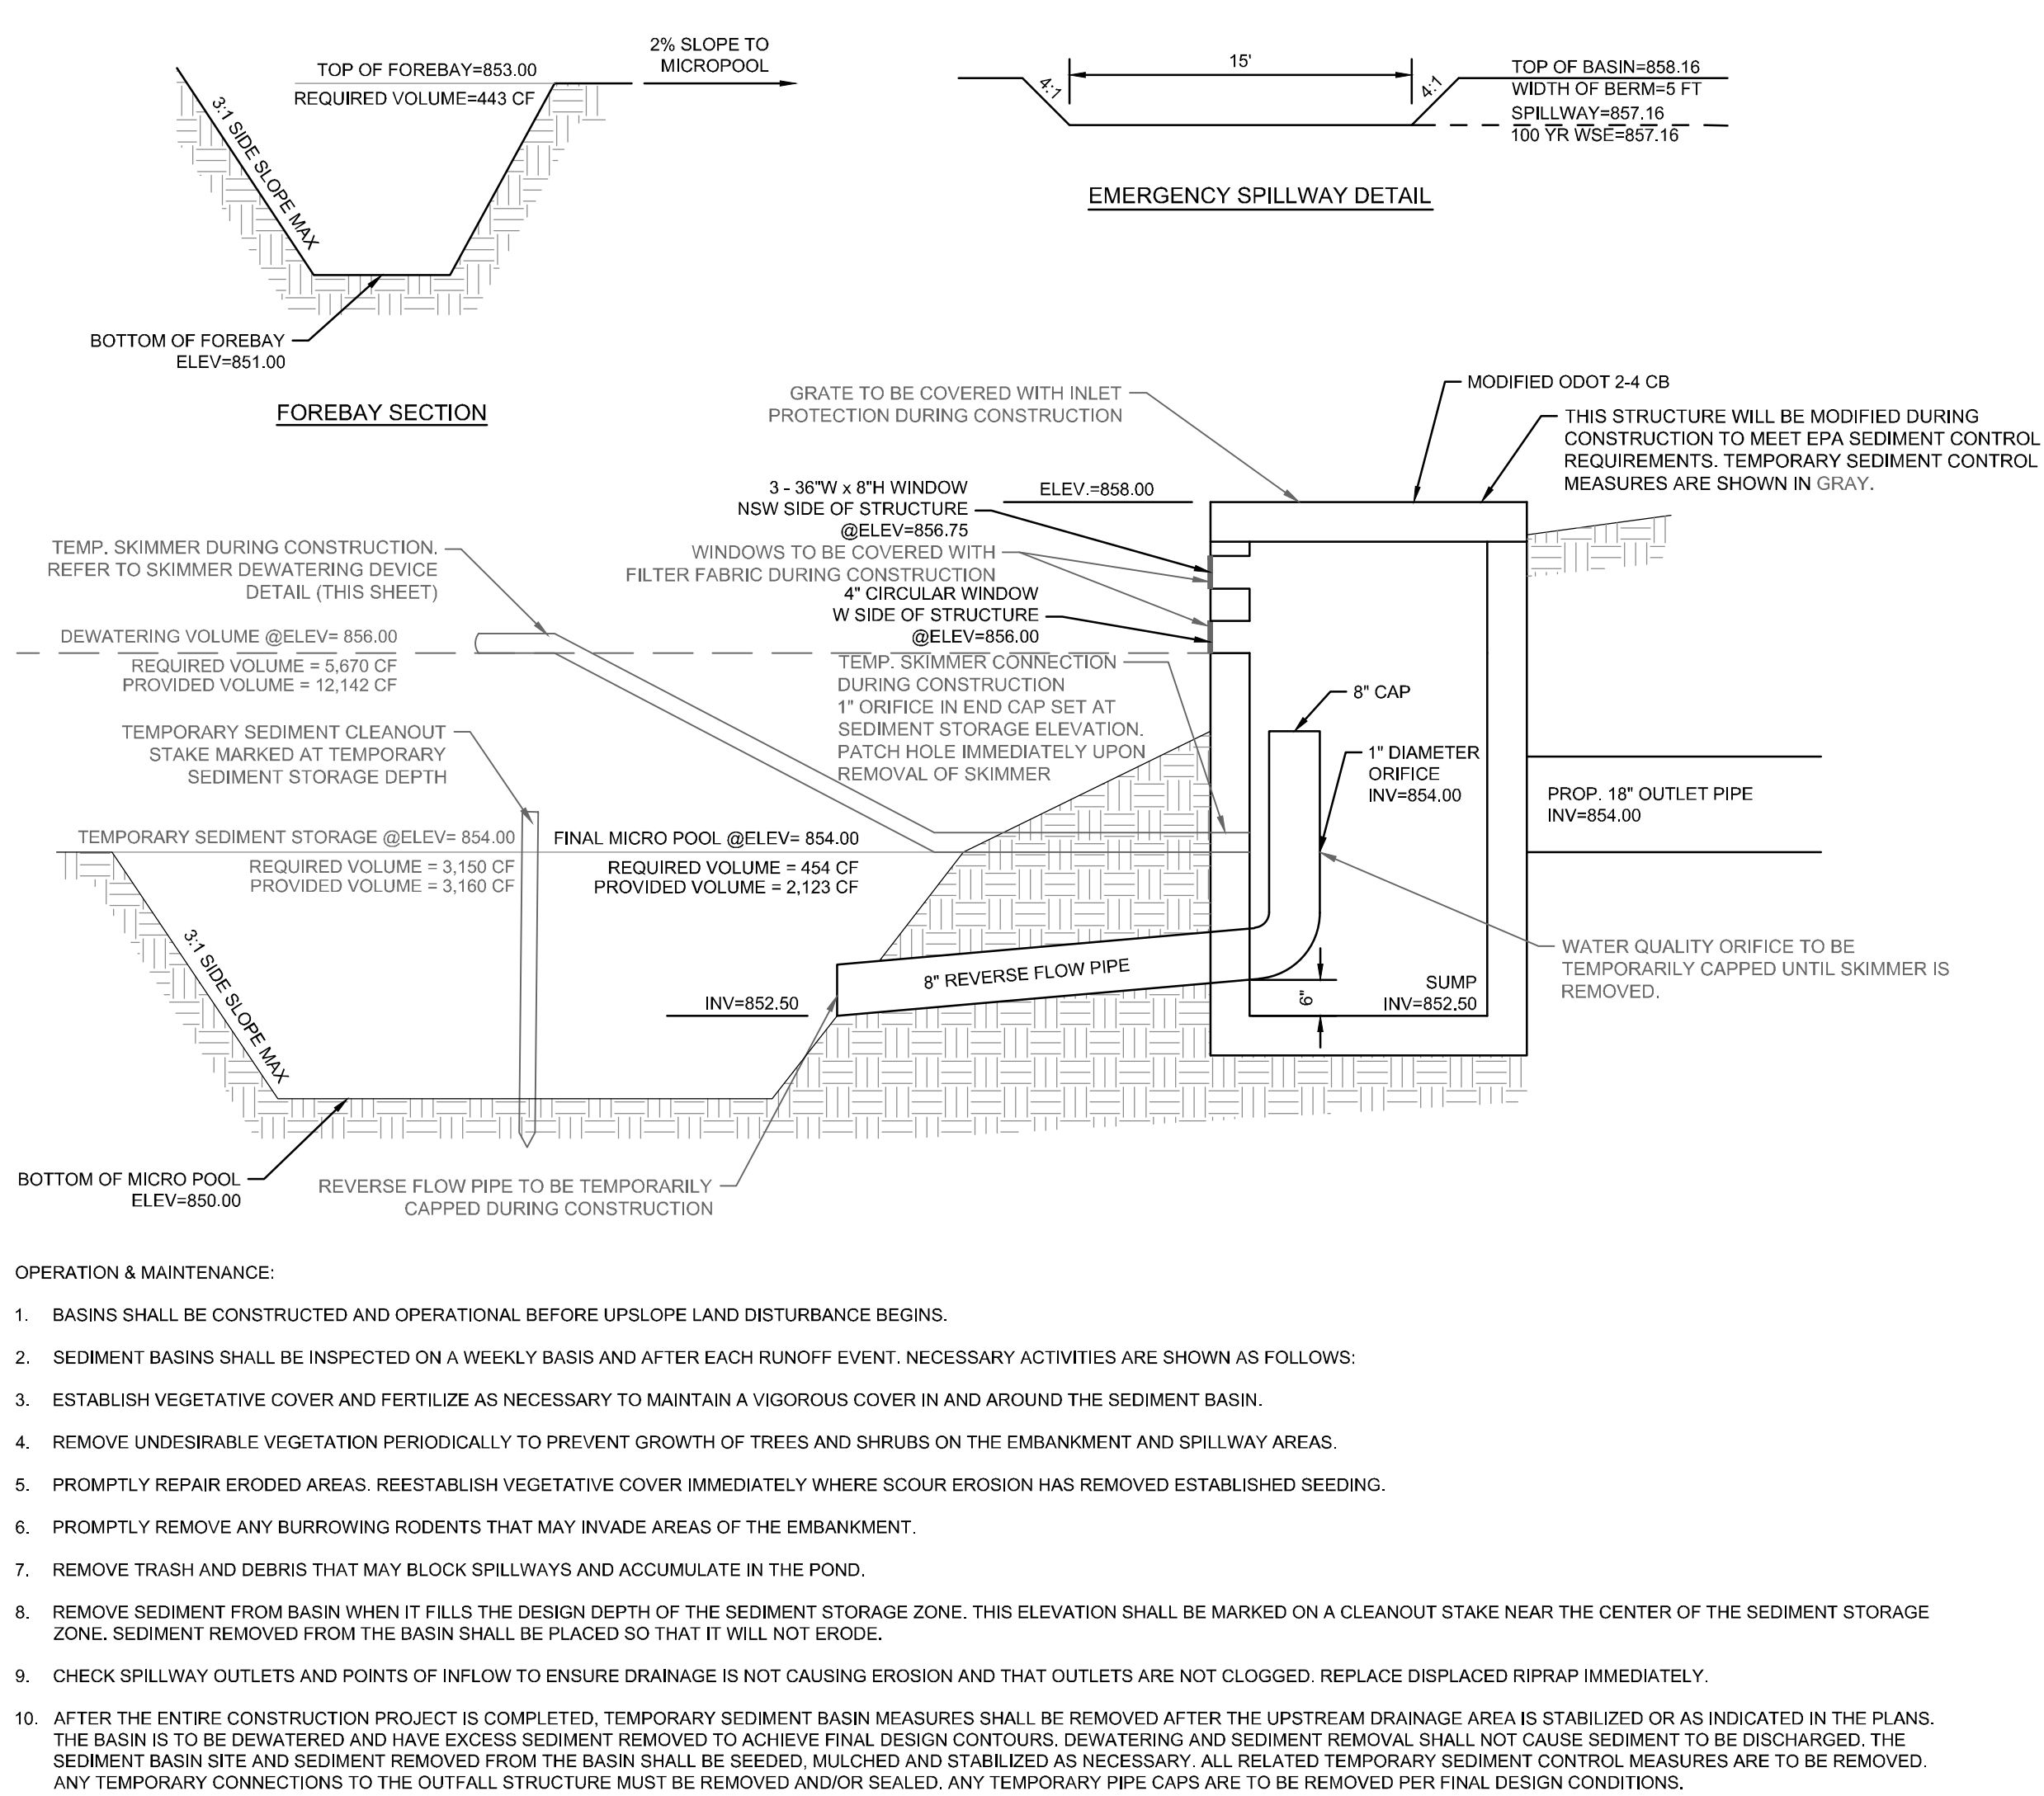 2% SLOPE TO
MICROPOOL
TOP OF FOREBAY=853.00
REQUIRED VOLUME=443 CF
3:1 SIDE SLOPE MAX
BOTTOM OF FOREBAY
ELEV=851.00
FOREBAY SECTION
15'
4:1
4:1
TOP OF BASIN=858.16
WIDTH OF BERM=5 FT
SPILLWAY=857.16
100 YR WSE=857.16
EMERGENCY SPILLWAY DETAIL
GRATE TO BE COVERED WITH INLET
PROTECTION DURING CONSTRUCTION
MODIFIED ODOT 2-4 CB
THIS STRUCTURE WILL BE MODIFIED DURING
CONSTRUCTION TO MEET EPA SEDIMENT CONTROL
REQUIREMENTS. TEMPORARY SEDIMENT CONTROL
MEASURES ARE SHOWN IN GRAY.
3 - 36"W x 8"H WINDOW
NSW SIDE OF STRUCTURE
@ELEV=856.75
ELEV.=858.00
WINDOWS TO BE COVERED WITH
FILTER FABRIC DURING CONSTRUCTION
4" CIRCULAR WINDOW
W SIDE OF STRUCTURE
@ELEV=856.00
TEMP. SKIMMER DURING CONSTRUCTION.
REFER TO SKIMMER DEWATERING DEVICE
DETAIL (THIS SHEET)
DEWATERING VOLUME @ELEV= 856.00
REQUIRED VOLUME = 5,670 CF
PROVIDED VOLUME = 12,142 CF
TEMP. SKIMMER CONNECTION
DURING CONSTRUCTION
1" ORIFICE IN END CAP SET AT
SEDIMENT STORAGE ELEVATION.
PATCH HOLE IMMEDIATELY UPON
REMOVAL OF SKIMMER
TEMPORARY SEDIMENT CLEANOUT
STAKE MARKED AT TEMPORARY
SEDIMENT STORAGE DEPTH
8" CAP
1" DIAMETER
ORIFICE
INV=854.00
PROP. 18" OUTLET PIPE
INV=854.00
TEMPORARY SEDIMENT STORAGE @ELEV= 854.00
REQUIRED VOLUME = 3,150 CF
PROVIDED VOLUME = 3,160 CF
FINAL MICRO POOL @ELEV= 854.00
REQUIRED VOLUME = 454 CF
PROVIDED VOLUME = 2,123 CF
3:1 SIDE SLOPE MAX
8" REVERSE FLOW PIPE
INV=852.50
6"
SUMP
INV=852.50
WATER QUALITY ORIFICE TO BE
TEMPORARILY CAPPED UNTIL SKIMMER IS
REMOVED.
BOTTOM OF MICRO POOL
ELEV=850.00
REVERSE FLOW PIPE TO BE TEMPORARILY
CAPPED DURING CONSTRUCTION
OPERATION & MAINTENANCE:
1. BASINS SHALL BE CONSTRUCTED AND OPERATIONAL BEFORE UPSLOPE LAND DISTURBANCE BEGINS.
2. SEDIMENT BASINS SHALL BE INSPECTED ON A WEEKLY BASIS AND AFTER EACH RUNOFF EVENT. NECESSARY ACTIVITIES ARE SHOWN AS FOLLOWS:
3. ESTABLISH VEGETATIVE COVER AND FERTILIZE AS NECESSARY TO MAINTAIN A VIGOROUS COVER IN AND AROUND THE SEDIMENT BASIN.
4. REMOVE UNDESIRABLE VEGETATION PERIODICALLY TO PREVENT GROWTH OF TREES AND SHRUBS ON THE EMBANKMENT AND SPILLWAY AREAS.
5. PROMPTLY REPAIR ERODED AREAS. REESTABLISH VEGETATIVE COVER IMMEDIATELY WHERE SCOUR EROSION HAS REMOVED ESTABLISHED SEEDING.
6. PROMPTLY REMOVE ANY BURROWING RODENTS THAT MAY INVADE AREAS OF THE EMBANKMENT.
7. REMOVE TRASH AND DEBRIS THAT MAY BLOCK SPILLWAYS AND ACCUMULATE IN THE POND.
8. REMOVE SEDIMENT FROM BASIN WHEN IT FILLS THE DESIGN DEPTH OF THE SEDIMENT STORAGE ZONE. THIS ELEVATION SHALL BE MARKED ON A CLEANOUT STAKE NEAR THE CENTER OF THE SEDIMENT STORAGE
ZONE. SEDIMENT REMOVED FROM THE BASIN SHALL BE PLACED SO THAT IT WILL NOT ERODE.
9. CHECK SPILLWAY OUTLETS AND POINTS OF INFLOW TO ENSURE DRAINAGE IS NOT CAUSING EROSION AND THAT OUTLETS ARE NOT CLOGGED. REPLACE DISPLACED RIPRAP IMMEDIATELY.
10. AFTER THE ENTIRE CONSTRUCTION PROJECT IS COMPLETED, TEMPORARY SEDIMENT BASIN MEASURES SHALL BE REMOVED AFTER THE UPSTREAM DRAINAGE AREA IS STABILIZED OR AS INDICATED IN THE PLANS.
THE BASIN IS TO BE DEWATERED AND HAVE EXCESS SEDIMENT REMOVED TO ACHIEVE FINAL DESIGN CONTOURS. DEWATERING AND SEDIMENT REMOVAL SHALL NOT CAUSE SEDIMENT TO BE DISCHARGED. THE
SEDIMENT BASIN SITE AND SEDIMENT REMOVED FROM THE BASIN SHALL BE SEEDED, MULCHED AND STABILIZED AS NECESSARY. ALL RELATED TEMPORARY SEDIMENT CONTROL MEASURES ARE TO BE REMOVED.
ANY TEMPORARY CONNECTIONS TO THE OUTFALL STRUCTURE MUST BE REMOVED AND/OR SEALED. ANY TEMPORARY PIPE CAPS ARE TO BE REMOVED PER FINAL DESIGN CONDITIONS.